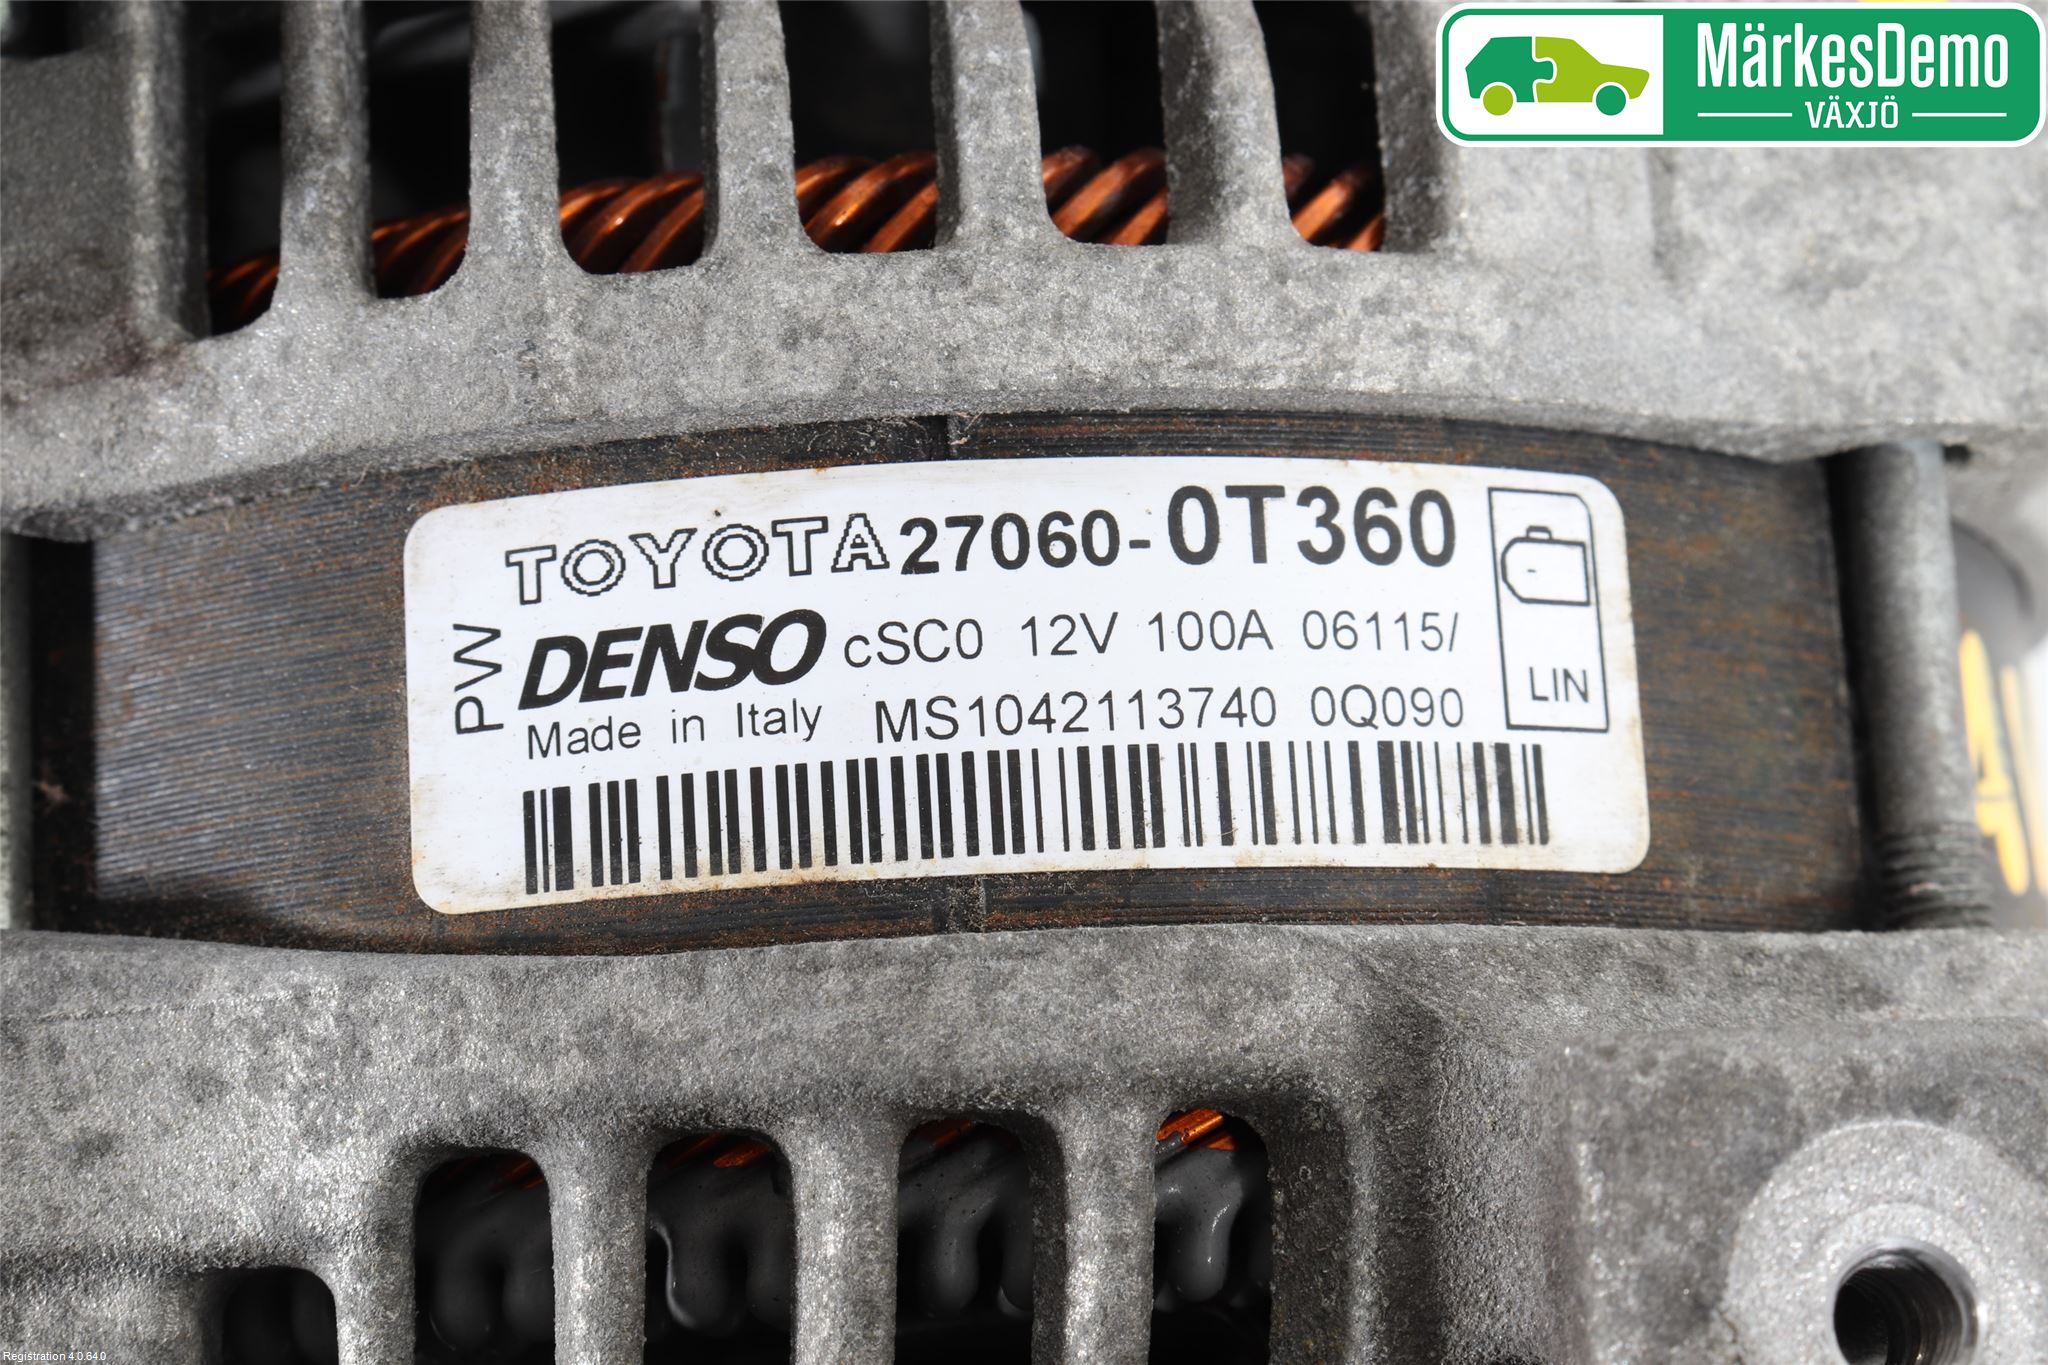 MärkesDemo
VÄXJÖ
TOYOTA 27060-0T360
PW
DENSO cSC0 12V 100A 06115/
Made in Italy MS1042113740 0Q090
LIN
Registration 4.0.64.0